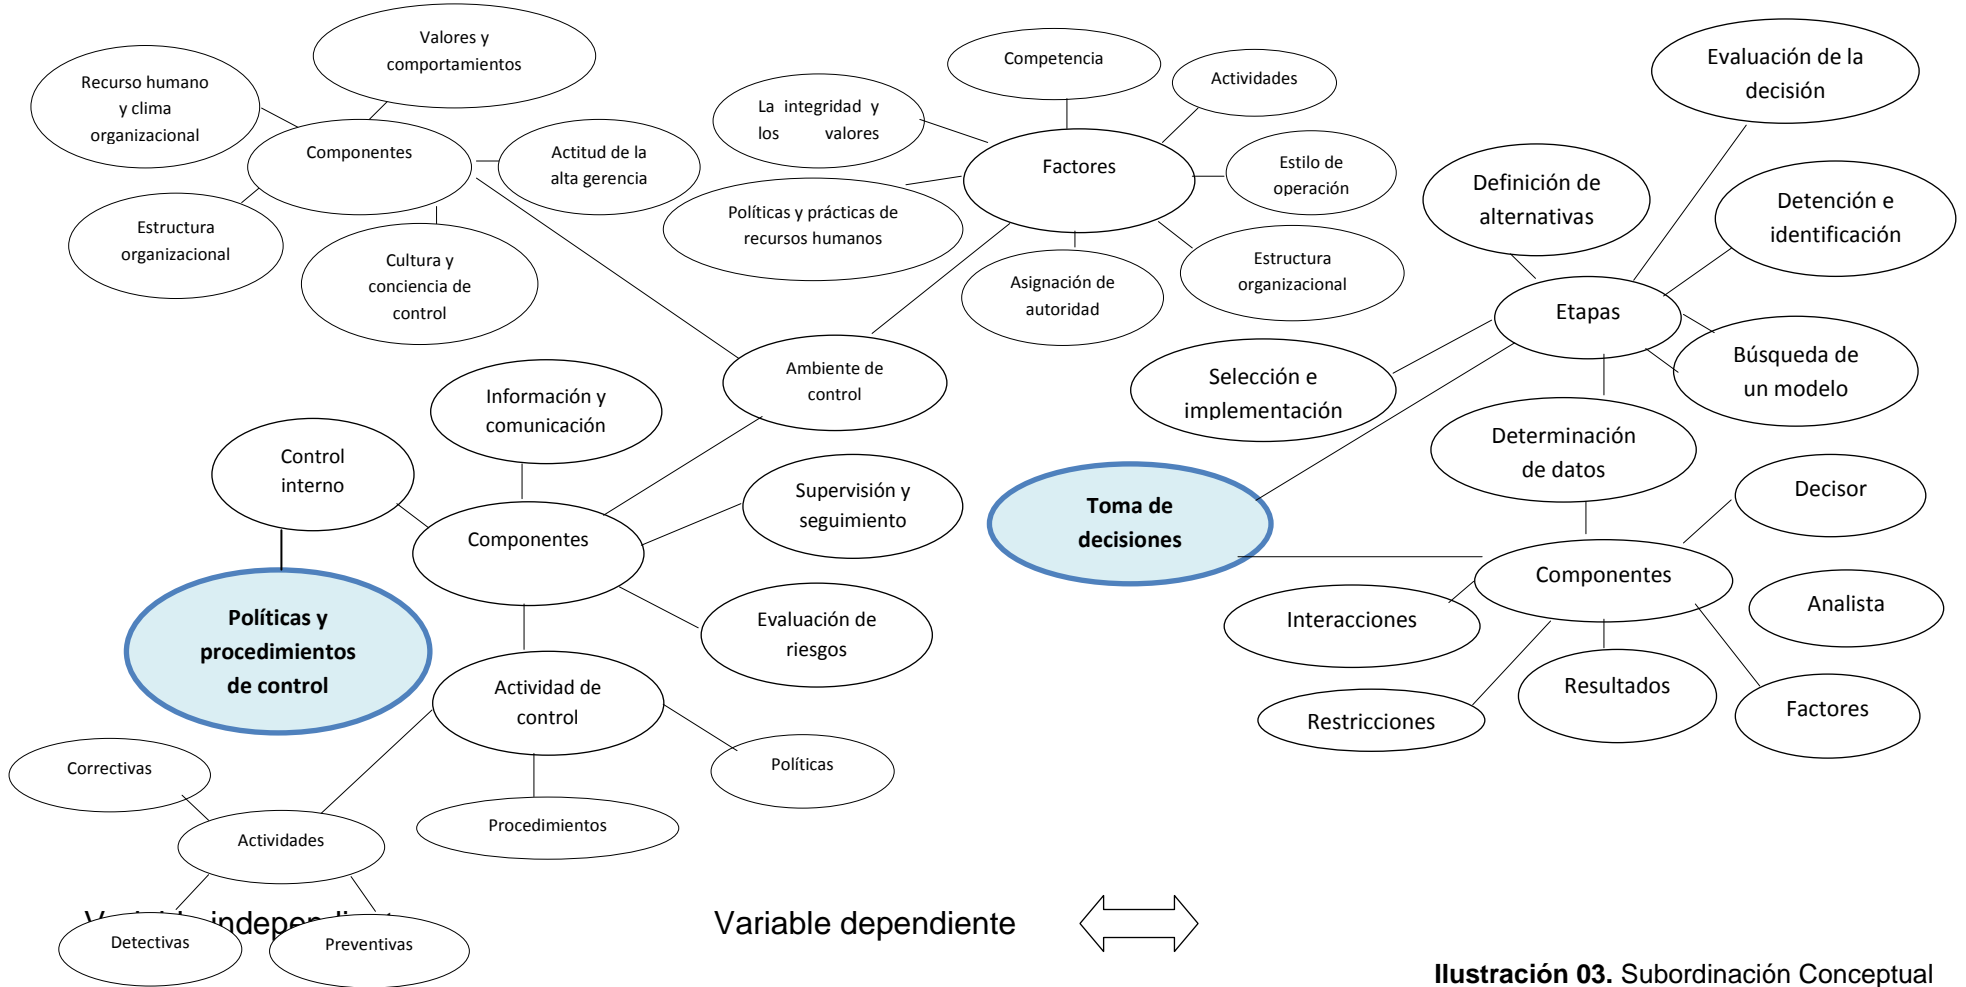 Valores y
comportamientos
Recurso humano
y clima
organizacional
Componentes
Actitud de la
alta gerencia
Estructura
organizacional
Cultura y
conciencia de
control
Competencia
Actividades
La integridad y
los valores
Factores
Estilo de
operación
Políticas y prácticas de
recursos humanos
Asignación de
autoridad
Estructura
organizacional
Ambiente de
control
Información y
comunicación
Control
interno
Componentes
Supervisión y
seguimiento
Evaluación de
riesgos
Políticas y
procedimientos
de control
Actividad de
control
Políticas
Procedimientos
Correctivas
Actividades
Detectivas
Preventivas
Evaluación de la
decisión
Definición de
alternativas
Detención e
identificación
Etapas
Búsqueda de
un modelo
Selección e
implementación
Determinación
de datos
Toma de
decisiones
Decisor
Componentes
Analista
Interacciones
Restricciones
Resultados
Factores
Variable dependiente
Ilustración 03. Subordinación Conceptual